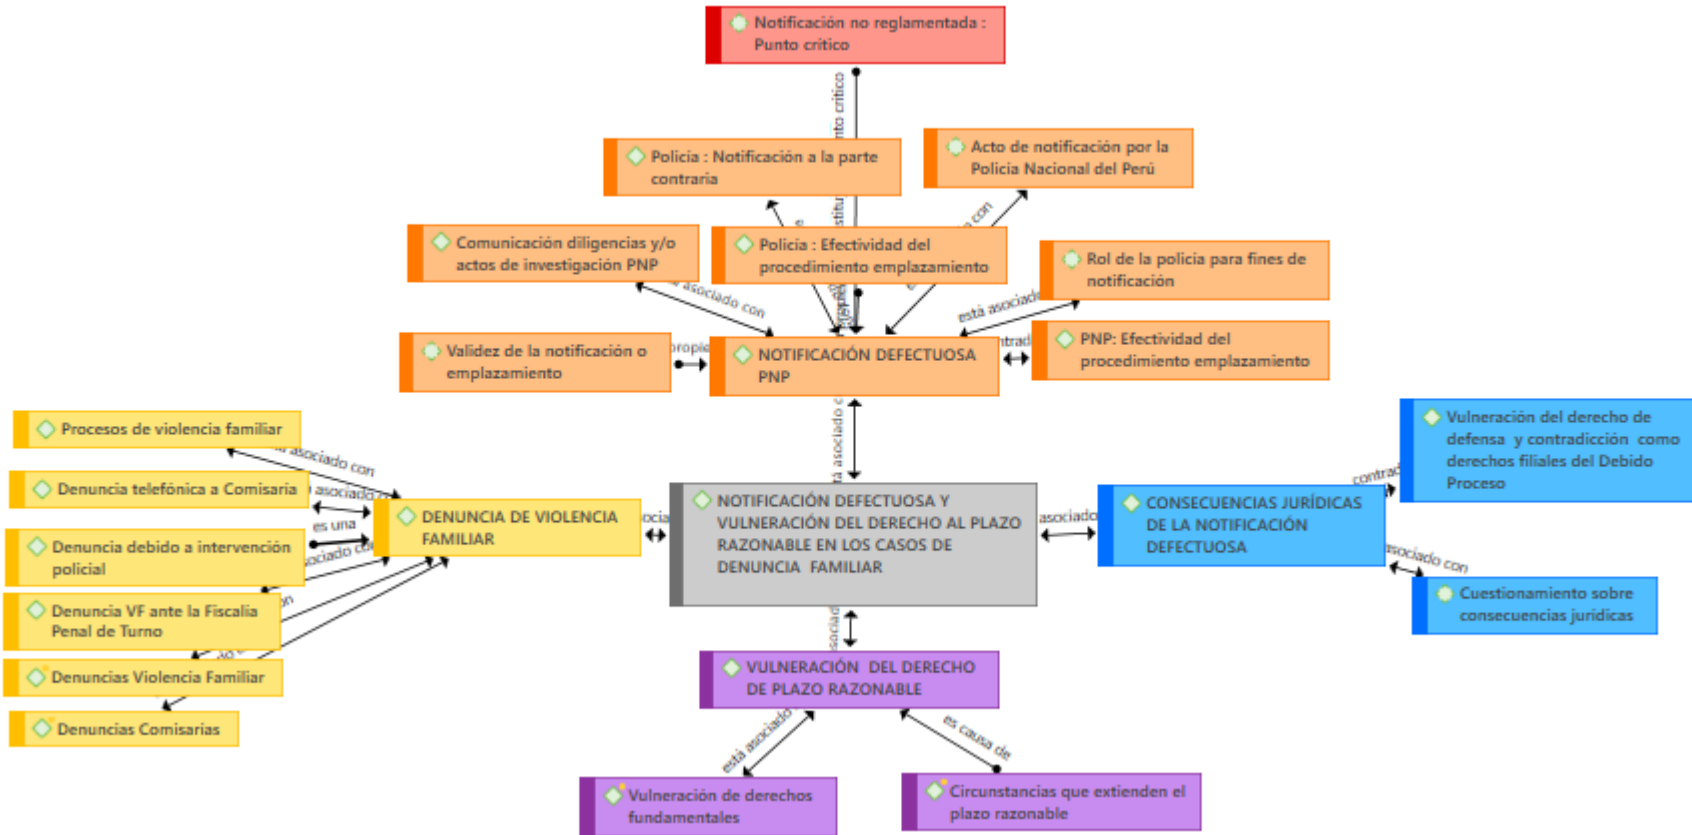 Notificación no reglamentada :
Punto crítico
Policía : Notificación a la parte
contraria
Acto de notificación por la
Policía Nacional del Perú
Comunicación diligencias y/o
actos de investigación PNP
Policía : Efectividad del
procedimiento emplazamiento
Rol de la policía para fines de
notificación
asociado con
está asociado
Validez de la notificación o
emplazamiento
NOTIFICACIÓN DEFECTUOSA
PNP
PNP: Efectividad del
procedimiento emplazamiento
Procesos de violencia familiar
asociado con
Denuncia telefónica a Comisaria
asociado
es una
Denuncia debido a intervención
policial
Denuncia VF ante la Fiscalía
Penal de Turno
Denuncias Violencia Familiar
Denuncias Comisarias
DENUNCIA DE VIOLENCIA
FAMILIAR
asociado
NOTIFICACIÓN DEFECTUOSA Y
VULNERACIÓN DEL DERECHO AL PLAZO
RAZONABLE EN LOS CASOS DE
DENUNCIA FAMILIAR
asociado
CONSECUENCIAS JURÍDICAS
DE LA NOTIFICACIÓN
DEFECTUOSA
Vulneración del derecho de
defensa y contradicción como
derechos filiales del Debido
Proceso
asociado con
Cuestionamiento sobre
consecuencias jurídicas
VULNERACIÓN DEL DERECHO
DE PLAZO RAZONABLE
está asociado
es causa de
Vulneración de derechos
fundamentales
Circunstancias que extienden el
plazo razonable